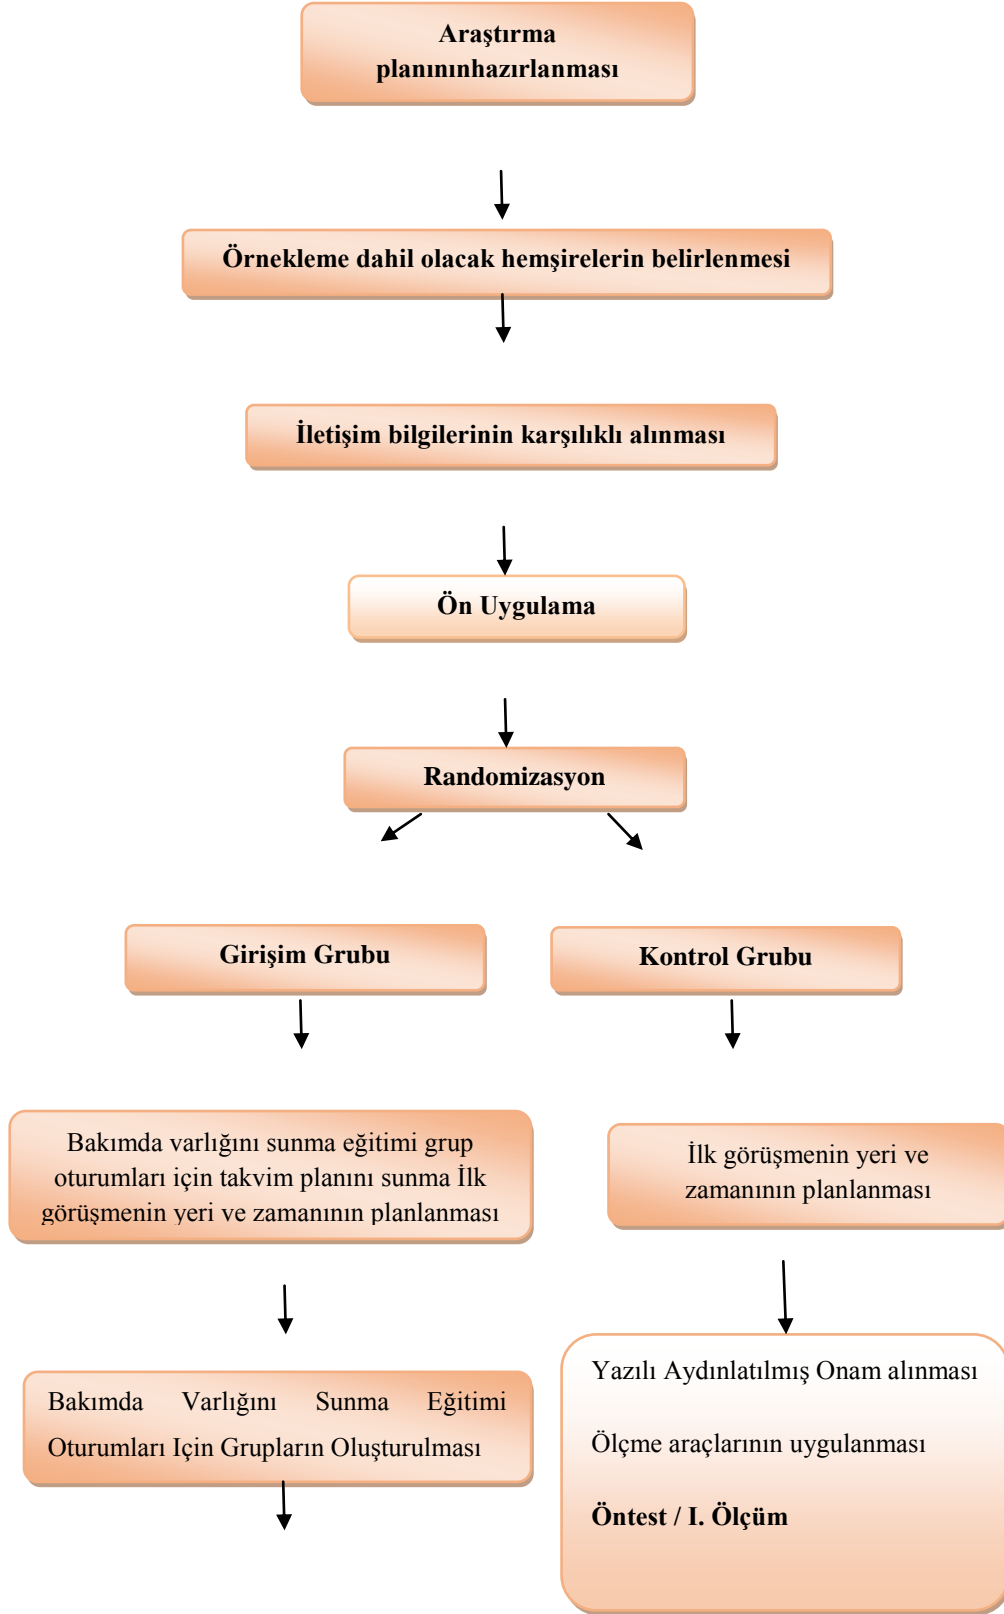 Araştırma
planınınhazırlanması
Örnekleme dahil olacak hemşirelerin belirlenmesi
İletişim bilgilerinin karşılıklı alınması
Ön Uygulama
Randomizasyon
Girişim Grubu
Kontrol Grubu
Bakımda varlığını sunma eğitimi grup
oturumları için takvim planını sunma İlk
görüşmenin yeri ve zamanının planlanması
İlk görüşmenin yeri ve
zamanının planlanması
Bakımda Varlığını Sunma Eğitimi
Oturumları Için Grupların Oluşturulması
Yazılı Aydınlatılmış Onam alınması
Ölçme araçlarının uygulanması
Öntest / I. Ölçüm